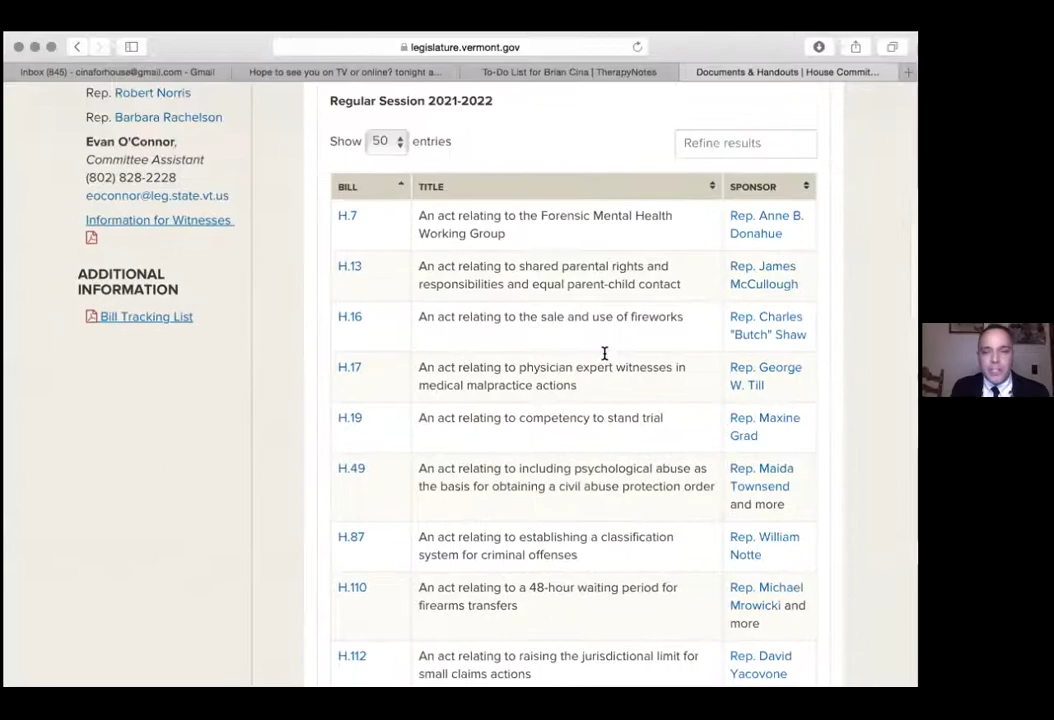 legislature.vermont.gov
Inbox (845) - cinaforhouse@gmail.com - Gmail
Hope to see you on TV or online? tonight a...
To-Do List for Brian Cina | TherapyNotes
Documents & Handouts | House Commit...
Rep. Robert Norris
Rep. Barbara Rachelson
Evan O'Connor,
Committee Assistant
(802) 828-2228
eoconnor@leg.state.vt.us
Information for Witnesses
ADDITIONAL
INFORMATION
Bill Tracking List
Regular Session 2021-2022
Show 50 entries
Refine results
BILL TITLE SPONSOR
H.7 An act relating to the Forensic Mental Health Rep. Anne B.
Working Group Donahue
H.13 An act relating to shared parental rights and Rep. James
responsibilities and equal parent-child contact McCullough
H.16 An act relating to the sale and use of fireworks Rep. Charles
"Butch" Shaw
H.17 An act relating to physician expert witnesses in Rep. George
medical malpractice actions W. Till
H.19 An act relating to competency to stand trial Rep. Maxine
Grad
H.49 An act relating to including psychological abuse as Rep. Maida
the basis for obtaining a civil abuse protection order Townsend
and more
H.87 An act relating to establishing a classification Rep. William
system for criminal offenses Notte
H.110 An act relating to a 48-hour waiting period for Rep. Michael
firearms transfers Mrowicki and
more
H.112 An act relating to raising the jurisdictional limit for Rep. David
small claims actions Yacovone